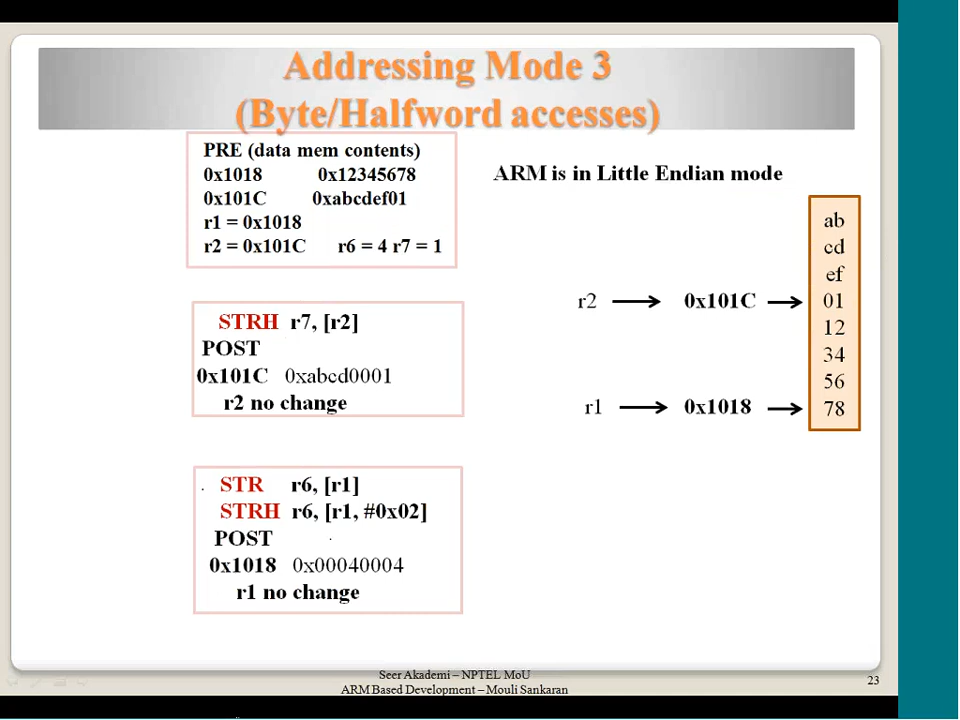 Addressing Mode 3
(Byte/Halfword accesses)
PRE (data mem contents)
0x1018 0x12345678
0x101C 0xabcdef01
r1 = 0x1018
r2 = 0x101C r6 = 4 r7 = 1
ARM is in Little Endian mode
ab
cd
ef
r2 0x101C 01
12
34
56
r1 0x1018 78
STRH r7, [r2]
POST
0x101C 0xabcd0001
r2 no change
STR r6, [r1]
STRH r6, [r1, #0x02]
POST
0x1018 0x00040004
r1 no change
Seer Akademi – NPTEL MoU
ARM Based Development – Mouli Sankaran
23